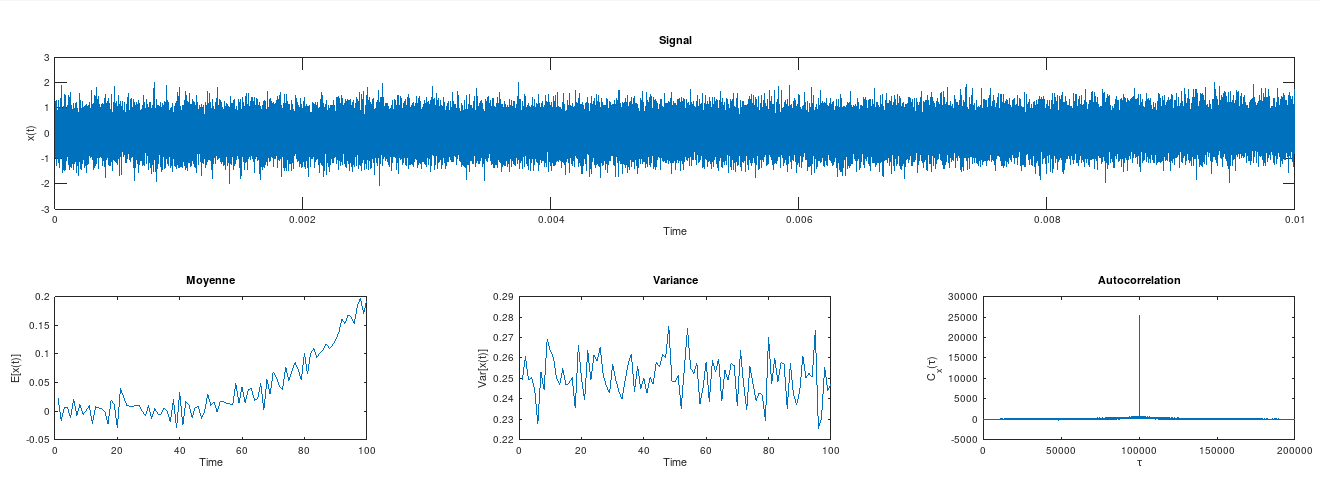 Signal
3
2
1
0
-1
-2
-3
x(t)
0 0.002 0.004 0.006 0.008 0.01
Time
Moyenne
0.2
0.15
0.1
0.05
0
-0.05
E[x(t)]
0 20 40 60 80 100
Time
Variance
0.29
0.28
0.27
0.26
0.25
0.24
0.23
0.22
Var[x(t)]
0 20 40 60 80 100
Time
Autocorrelation
30000
25000
20000
15000
10000
5000
0
-5000
C_x(τ)
0 50000 100000 150000 200000
τ